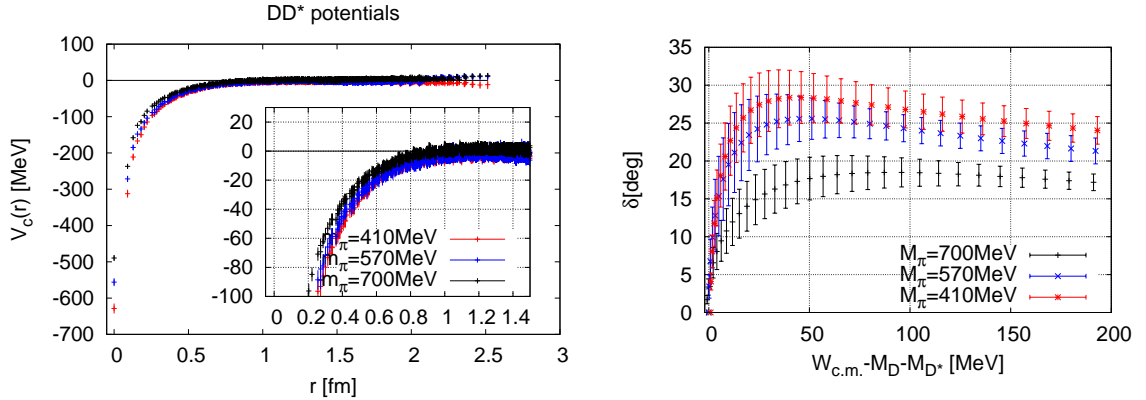 DD* potentials
V_c(r) [MeV]
100
0
-100
-200
-300
-400
-500
-600
-700
0 0.5 1 1.5 2 2.5 3
r [fm]
20
0
-20
-40
-60
-80
-100
0 0.2 0.4 0.6 0.8 1 1.2 1.4
m_π=410MeV
m_π=570MeV
m_π=700MeV
δ[deg]
35
30
25
20
15
10
5
0
0 50 100 150 200
W_{c.m.}-M_D-M_{D*} [MeV]
M_π=700MeV
M_π=570MeV
M_π=410MeV